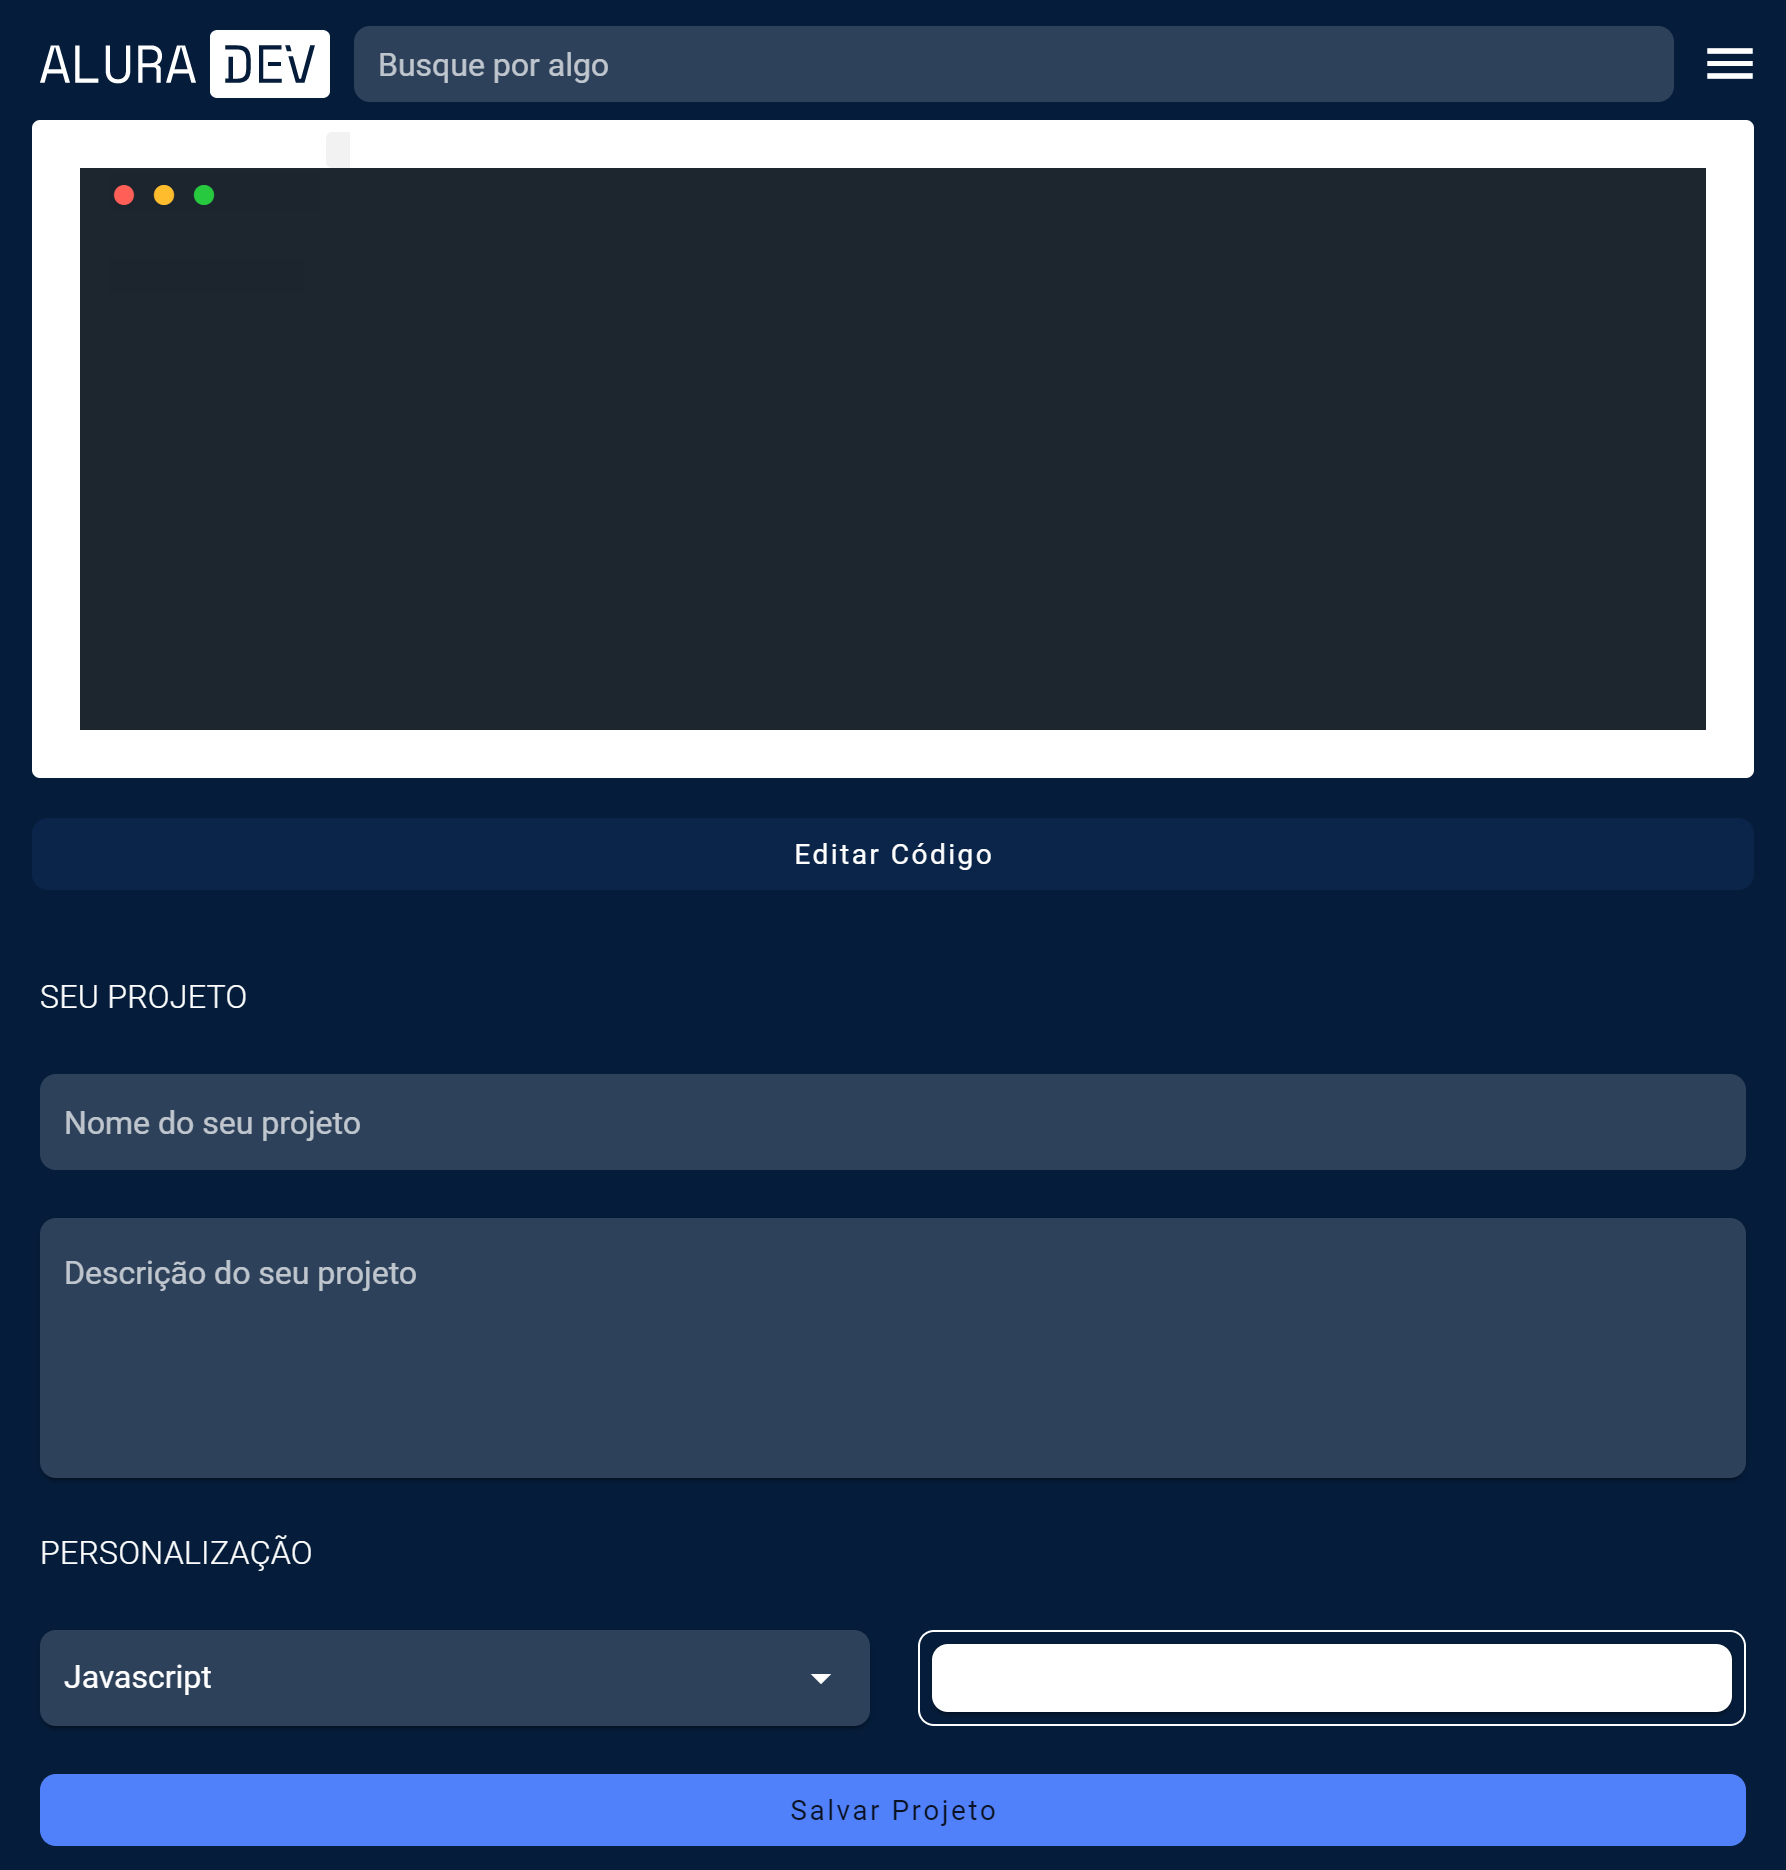 ALURA DEV
Busque por algo
Editar Código
SEU PROJETO
Nome do seu projeto
Descrição do seu projeto
PERSONALIZAÇÃO
Javascript
Salvar Projeto